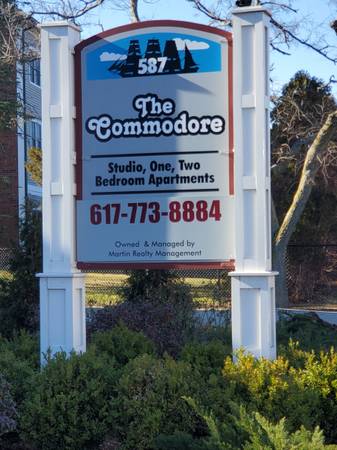 587
The
Commodore
Studio, One, Two
Bedroom Apartments
617-773-8884
Owned & Managed by
Martin Realty Management